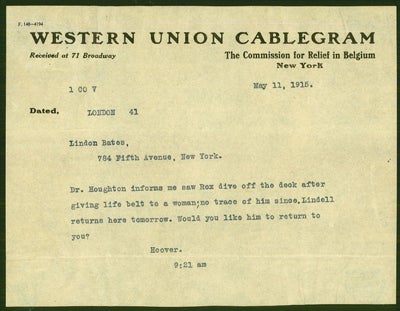 F. 148—4194
WESTERN UNION CABLEGRAM
Received at 71 Broadway
The Commission for Relief in Belgium
New York
1 CO V
May 11, 1915.
Dated, LONDON 41
Lindon Bates,
784 Fifth Avenue, New York.
Dr. Houghton informs me saw Rox dive off the deck after
giving life belt to a woman;no trace of him since.Lindell
returns here tomorrow. Would you like him to return to
you?
Hoover.
9:21 am